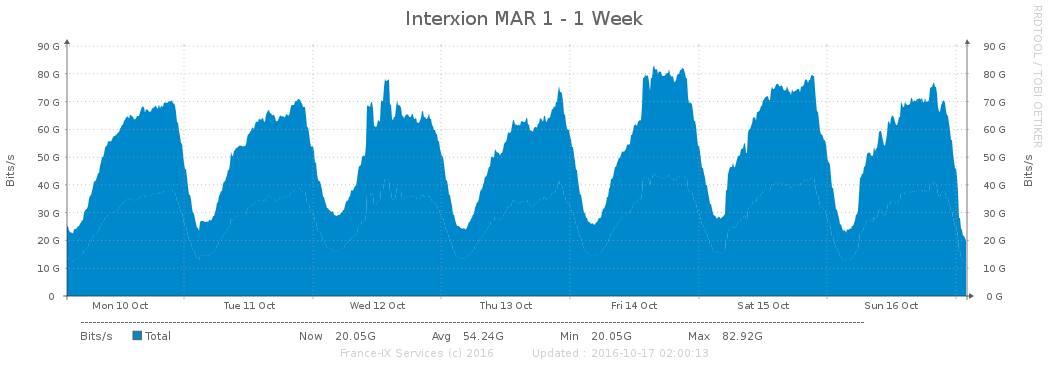 Interxion MAR 1 - 1 Week
RRDTOOL / TOBI OETIKER
Bits/s
90 G 90 G
80 G 80 G
70 G 70 G
60 G 60 G
50 G 50 G
40 G 40 G
30 G 30 G
20 G 20 G
10 G 10 G
0 0 G
Bits/s
Mon 10 Oct Tue 11 Oct Wed 12 Oct Thu 13 Oct Fri 14 Oct Sat 15 Oct Sun 16 Oct
Bits/s Total Now 20.05G Avg 54.24G Min 20.05G Max 82.92G
France-IX Services (c) 2016 Updated : 2016-10-17 02:00:13